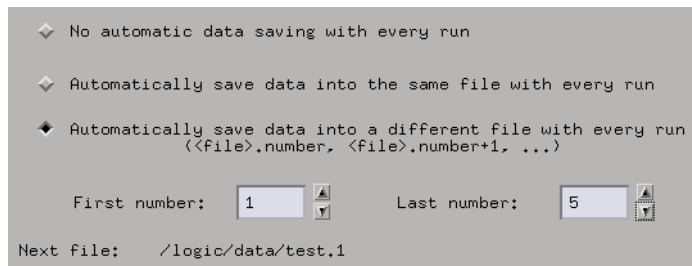 No automatic data saving with every run
Automatically save data into the same file with every run
Automatically save data into a different file with every run
(<file>.number, <file>.number+1, ...)
First number: 1 Last number: 5
Next file: /logic/data/test.1